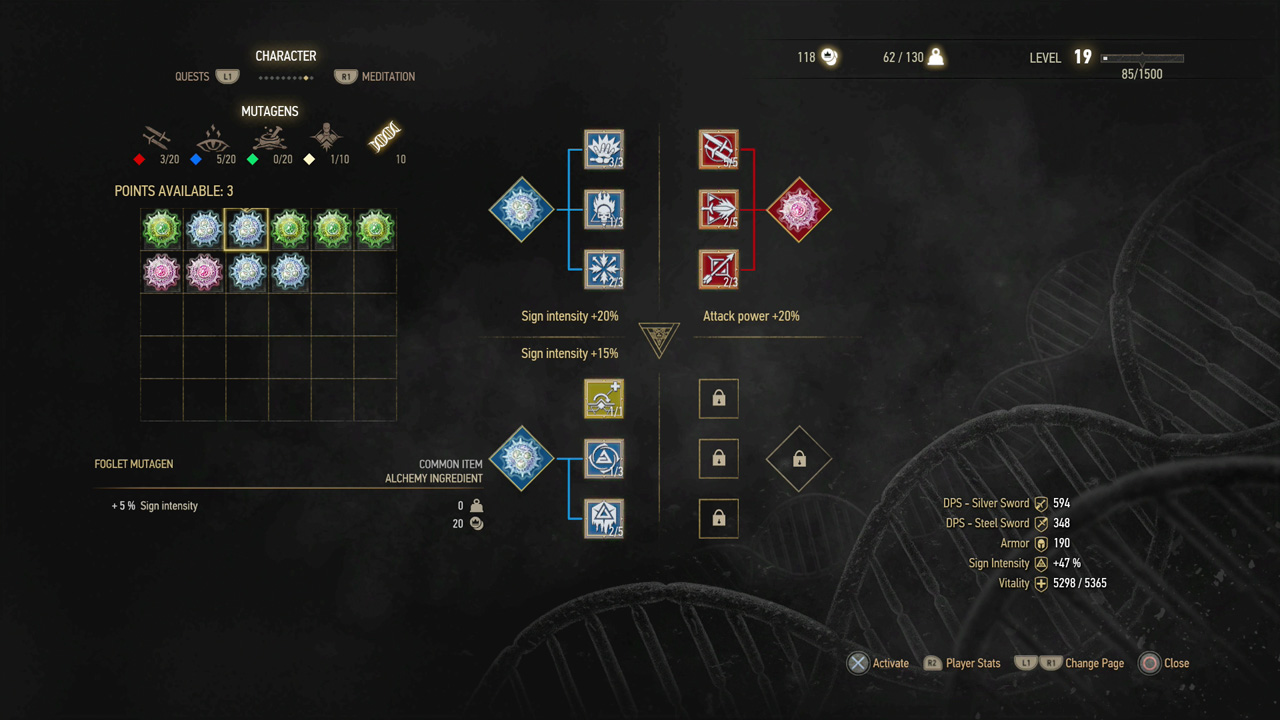 CHARACTER
QUESTS L1 R1 MEDITATION
118 62 / 130 LEVEL 19
85/1500
MUTAGENS
3/20 5/20 0/20 1/10 10
POINTS AVAILABLE: 3
3/3
5/5
1/3
2/5
2/3
2/3
Sign intensity +20%
Attack power +20%
Sign intensity +15%
1/1
1/3
2/5
FOGLET MUTAGEN
COMMON ITEM
ALCHEMY INGREDIENT
+ 5 % Sign intensity
0
20
DPS - Silver Sword 594
DPS - Steel Sword 348
Armor 190
Sign Intensity +47 %
Vitality 5298 / 5365
Activate R2 Player Stats L1 R1 Change Page Close